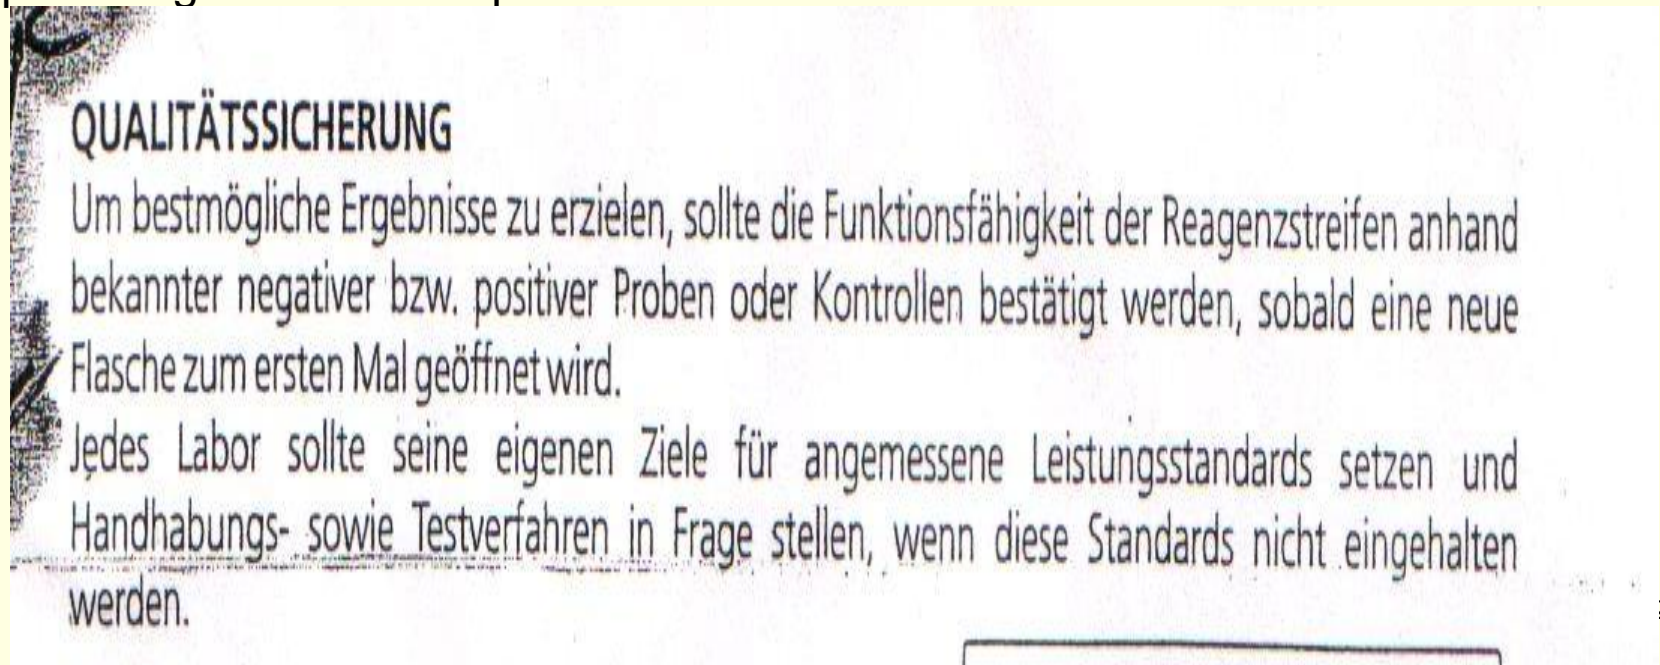 QUALITÄTSSICHERUNG
Um bestmögliche Ergebnisse zu erzielen, sollte die Funktionsfähigkeit der Reagenzstreifen anhand
bekannter negativer bzw. positiver Proben oder Kontrollen bestätigt werden, sobald eine neue
Flasche zum ersten Mal geöffnet wird.
Jedes Labor sollte seine eigenen Ziele für angemessene Leistungsstandards setzen und
Handhabungs- sowie Testverfahren in Frage stellen, wenn diese Standards nicht eingehalten
werden.